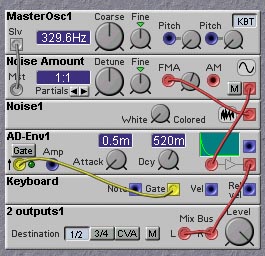 MasterOsc1 Coarse Fine Pitch Pitch KBT
Slv 329.6Hz
Noise Amount Detune Fine FMA AM
Mst 1:1
Partials M
Noise1
White Colored
AD-Env1 0.5m 520m
Gate Amp
Attack Dcy
Keyboard Note Gate Vel Rel vel
2 outputs1 Level
Mix Bus
Destination 1/2 3/4 CVA M L R